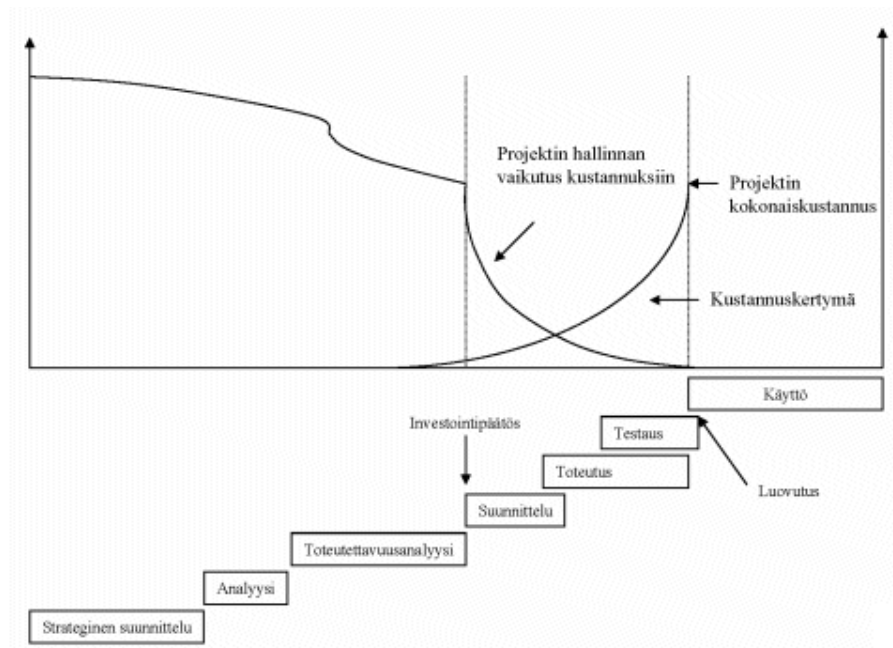 Projektin hallinnan
vaikutus kustannuksiin
Projektin
kokonaiskustannus
Kustannuskertymä
Käyttö
Investointipäätös
Testaus
Toteutus
Luovutus
Suunnittelu
Toteutettavuusanalyysi
Analyysi
Strateginen suunnittelu